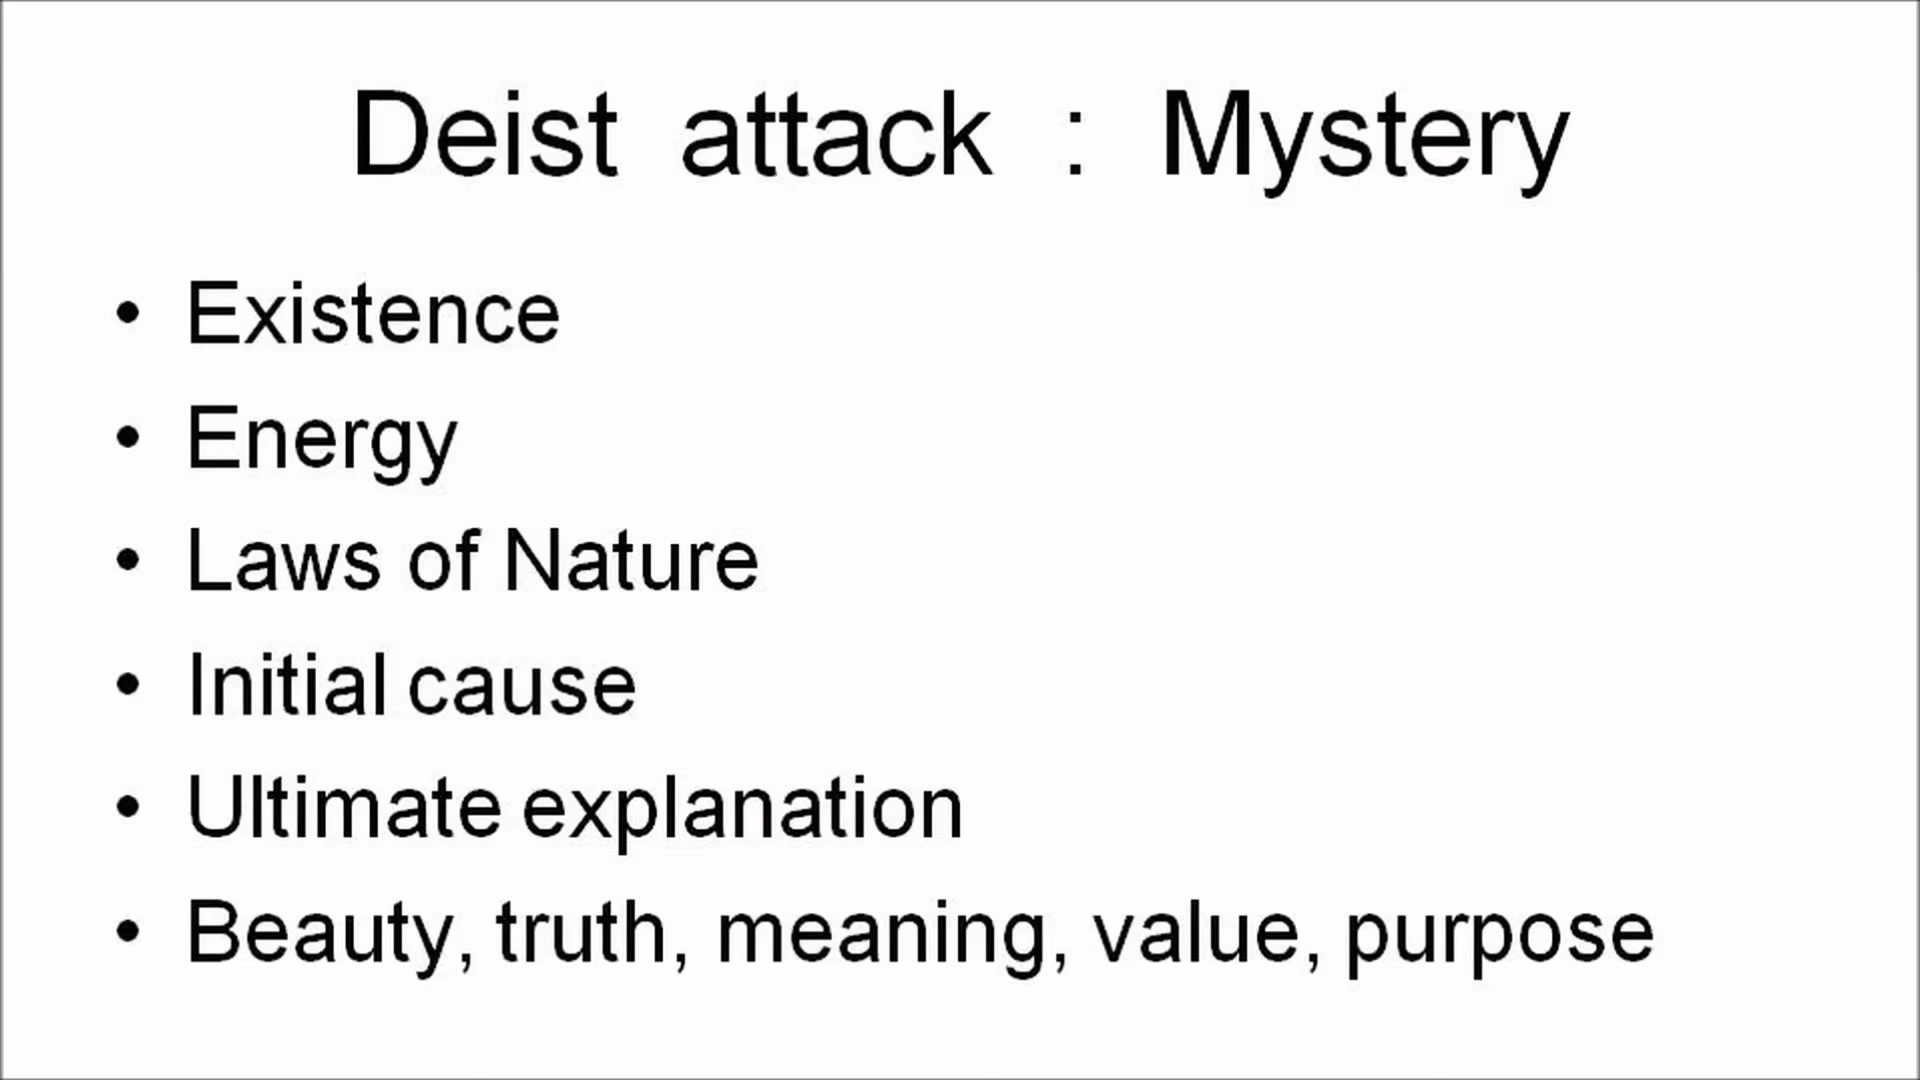 Deist attack : Mystery
• Existence
• Energy
• Laws of Nature
• Initial cause
• Ultimate explanation
• Beauty, truth, meaning, value, purpose